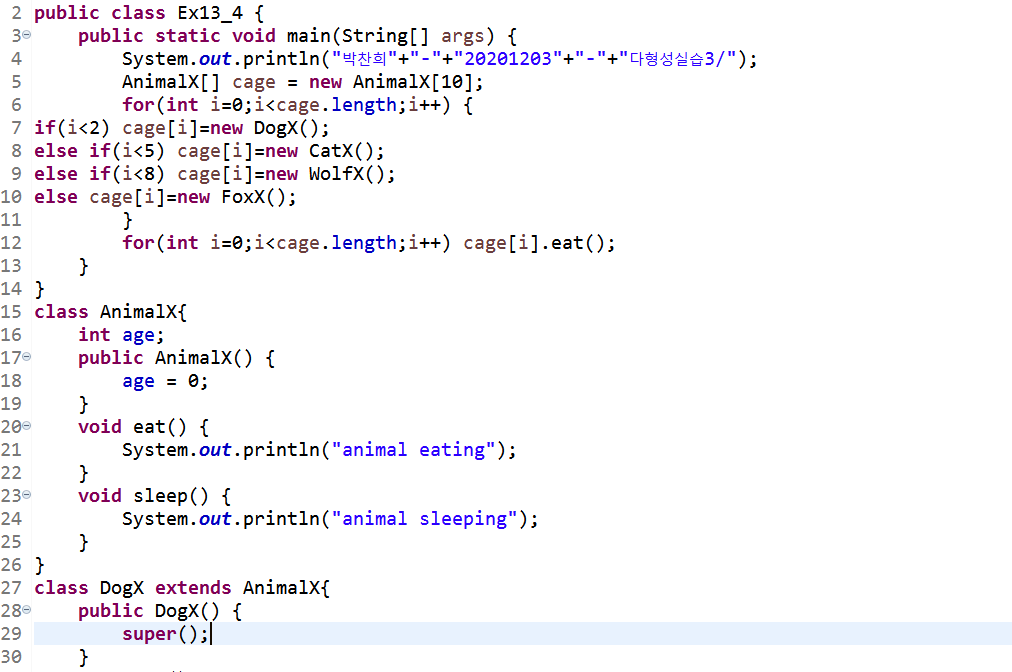 2 public class Ex13_4 {
3 public static void main(String[] args) {
4 System.out.println("박찬희"+"-"+"20201203"+"-"+"다형성실습3/");
5 AnimalX[] cage = new AnimalX[10];
6 for(int i=0;i<cage.length;i++) {
7 if(i<2) cage[i]=new DogX();
8 else if(i<5) cage[i]=new CatX();
9 else if(i<8) cage[i]=new WolfX();
10 else cage[i]=new FoxX();
11 }
12 for(int i=0;i<cage.length;i++) cage[i].eat();
13 }
14 }
15 class AnimalX{
16 int age;
17 public AnimalX() {
18 age = 0;
19 }
20 void eat() {
21 System.out.println("animal eating");
22 }
23 void sleep() {
24 System.out.println("animal sleeping");
25 }
26 }
27 class DogX extends AnimalX{
28 public DogX() {
29 super();
30 }